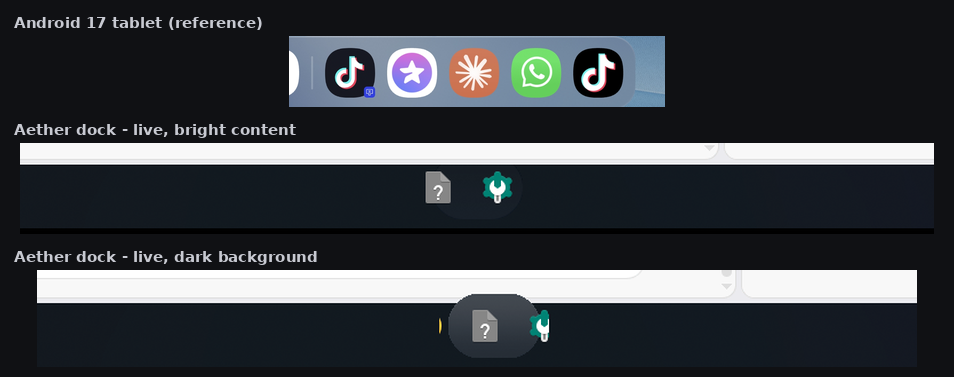 Android 17 tablet (reference)
Aether dock - live, bright content
?
Aether dock - live, dark background
?